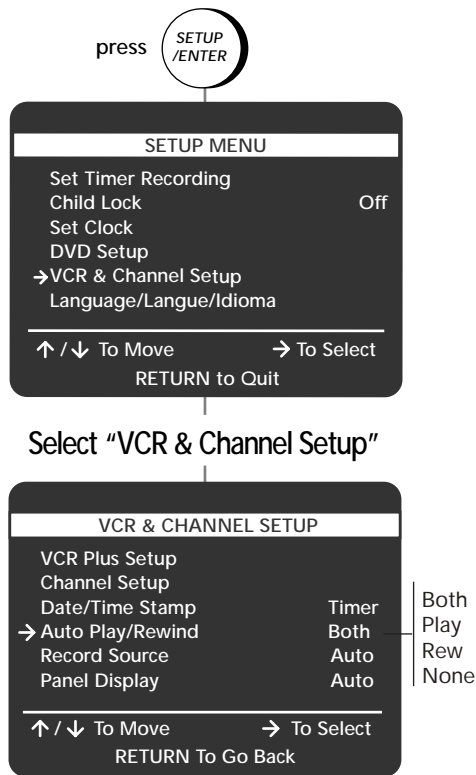 press SETUP
/ENTER
SETUP MENU
Set Timer Recording
Child Lock Off
Set Clock
DVD Setup
→VCR & Channel Setup
Language/Langue/Idioma
↑/↓ To Move → To Select
RETURN to Quit
Select “VCR & Channel Setup”
VCR & CHANNEL SETUP
VCR Plus Setup
Channel Setup
Date/Time Stamp Timer
→ Auto Play/Rewind Both
Record Source Auto
Panel Display Auto
↑/↓ To Move → To Select
RETURN To Go Back
Both
Play
Rew
None